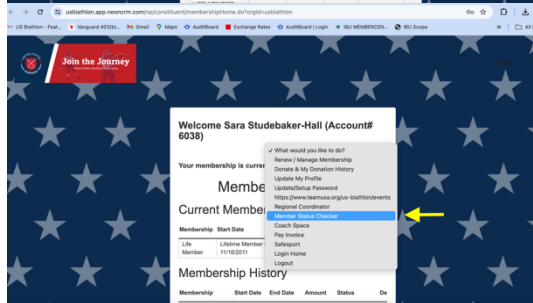 usbiathlon.app.neoncrm.com/np/constituent/membershipHome.do?orgId=usbiathlon
US Biathlon - Feat...
Vanguard 403(b)...
Gmail
Maps
AuditBoard
Exchange Rates
AuditBoard | Login
IBU MEMBERCEN...
IBU Scope
Join the Journey
Welcome Sara Studebaker-Hall (Account# 6038)
Your membership is curre
What would you like to do?
Renew / Manage Membership
Donate & My Donation History
Update My Profile
Update/Setup Password
https://www.teamusa.org/us-biathlon/events
Regional Coordinator
Member Status Checker
Coach Space
Pay Invoice
Safesport
Login Home
Logout
Membe
Current Member
Membership Start Date
Life Member
Lifetime Member
11/16/2011
Membership History
Membership Start Date End Date Amount Status De